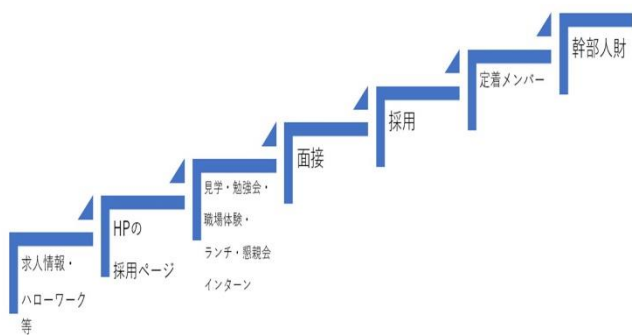 求人情報・
ハローワーク
等
HPの
採用ページ
見学・勉強会・
職場体験・
ランチ・懇親会
インターン
面接
採用
定着メンバー
幹部人財